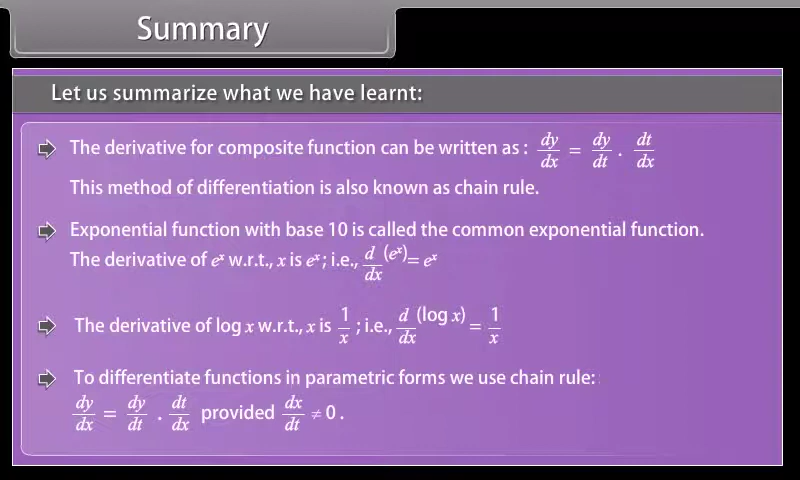 Summary
Let us summarize what we have learnt:
The derivative for composite function can be written as : dy/dx = dy/dt . dt/dx
This method of differentiation is also known as chain rule.
Exponential function with base 10 is called the common exponential function.
The derivative of eˣ w.r.t., x is eˣ ; i.e., d/dx (eˣ) = eˣ
The derivative of log x w.r.t., x is 1/x ; i.e., d/dx (log x) = 1/x
To differentiate functions in parametric forms we use chain rule:
dy/dx = dy/dt . dt/dx provided dx/dt ≠ 0 .